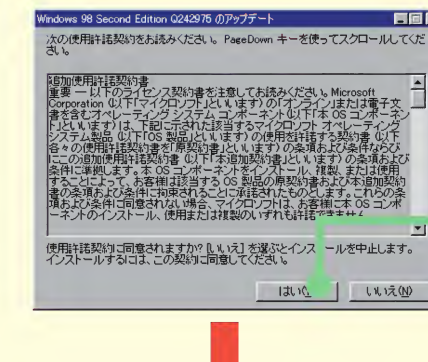 Windows 98 Second Edition Q242975 のアップデート
次の使用許諾契約をお読みください。PageDown キーを使ってスクロールしてくだ
さい。
追加使用許諾契約書
重要 — 以下のライセンス契約書を注意してお読みください。Microsoft
Corporation (以下「マイクロソフト」といいます) の「オンライン」または電子文
書を含むオペレーティング システム コンポーネント (以下「本 OS コンポーネン
ト」といいます) は、下記に示された該当するマイクロソフト オペレーティング
システム製品 (以下「OS 製品」といいます) の使用を許諾する契約書 (以下
各々の使用許諾契約書を「原契約書」といいます) の条項および条件ならび
にこの追加使用許諾契約書 (以下「本追加契約書」といいます) の条項および
条件に準拠します。本 OS コンポーネントをインストール、複製、または使用
することによって、お客様は該当する OS 製品の原契約書および本追加契約
書の条項および条件に拘束されることに承諾されたものとします。これらの条
項および条件に同意されない場合、マイクロソフトは、お客様に本 OS コンポ
ーネントのインストール、使用または複製のいずれも許諾できません
使用許諾契約に同意されますか? [いいえ] を選ぶとインス ールを中止します。
インストールするには、この契約に同意してください。
はい(
いいえ(N)